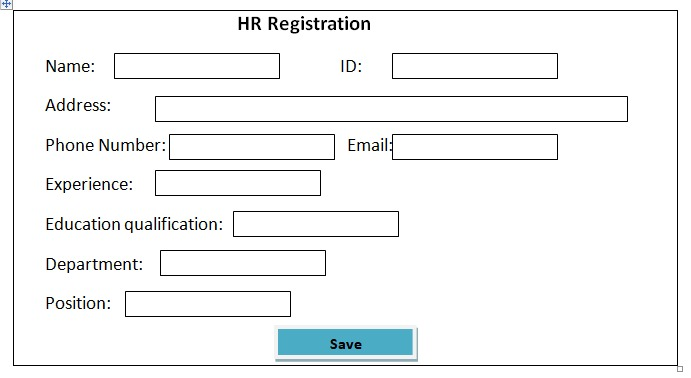 HR Registration
Name: ID:
Address:
Phone Number: Email:
Experience:
Education qualification:
Department:
Position:
Save